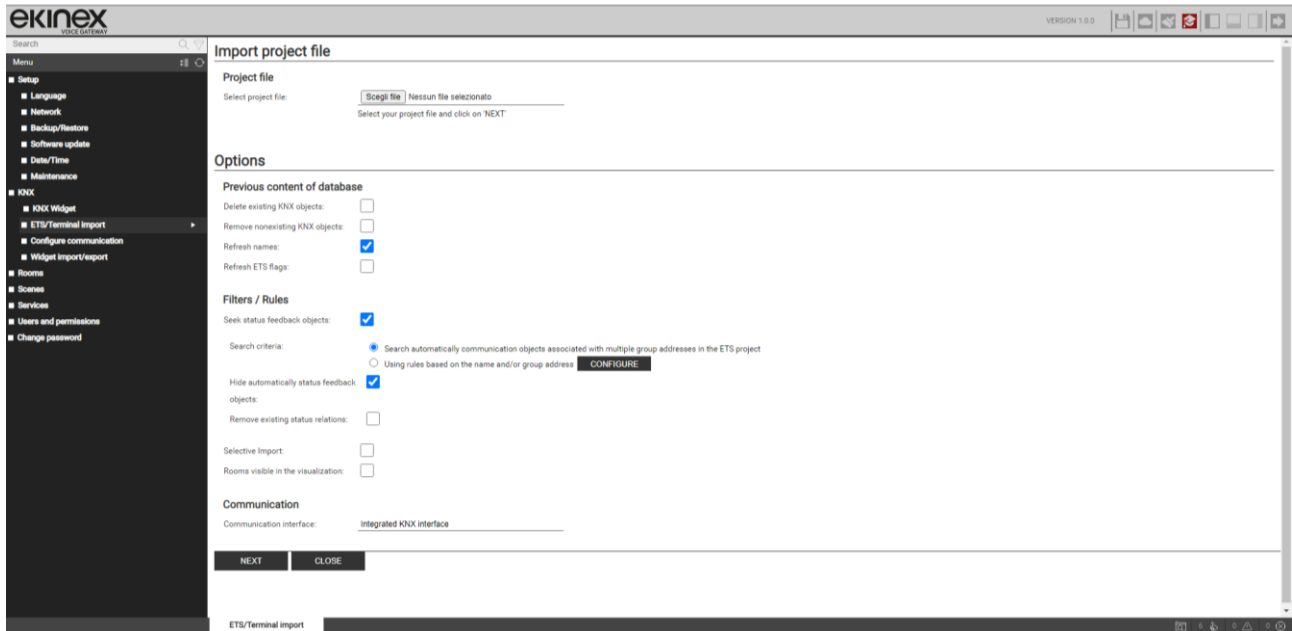 ekinex
VOICE GATEWAY
VERSION 1.0.0
Search
Menu
Setup
Language
Network
Backup/Restore
Software update
Date/Time
Maintenance
KNX
KNX Widget
ETS/Terminal import
Configure communication
Widget import/export
Rooms
Scenes
Services
Users and permissions
Change password
Import project file
Project file
Select project file: Scegli file Nessun file selezionato
Select your project file and click on 'NEXT'
Options
Previous content of database
Delete existing KNX objects:
Remove nonexisting KNX objects:
Refresh names:
Refresh ETS flags:
Filters / Rules
Seek status feedback objects:
Search criteria: Search automatically communication objects associated with multiple group addresses in the ETS project
Using rules based on the name and/or group address CONFIGURE
Hide automatically status feedback
objects:
Remove existing status relations:
Selective Import:
Rooms visible in the visualization:
Communication
Communication interface: Integrated KNX interface
NEXT CLOSE
ETS/Terminal import 6 0 0